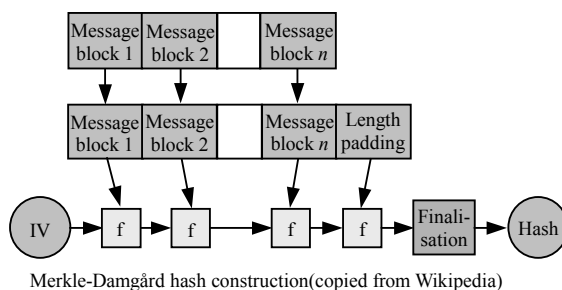 Message Message Message
block 1 block 2 block n
Message Message Message Length
block 1 block 2 block n padding
IV f f f f Finali- Hash
sation
Merkle-Damgård hash construction(copied from Wikipedia)